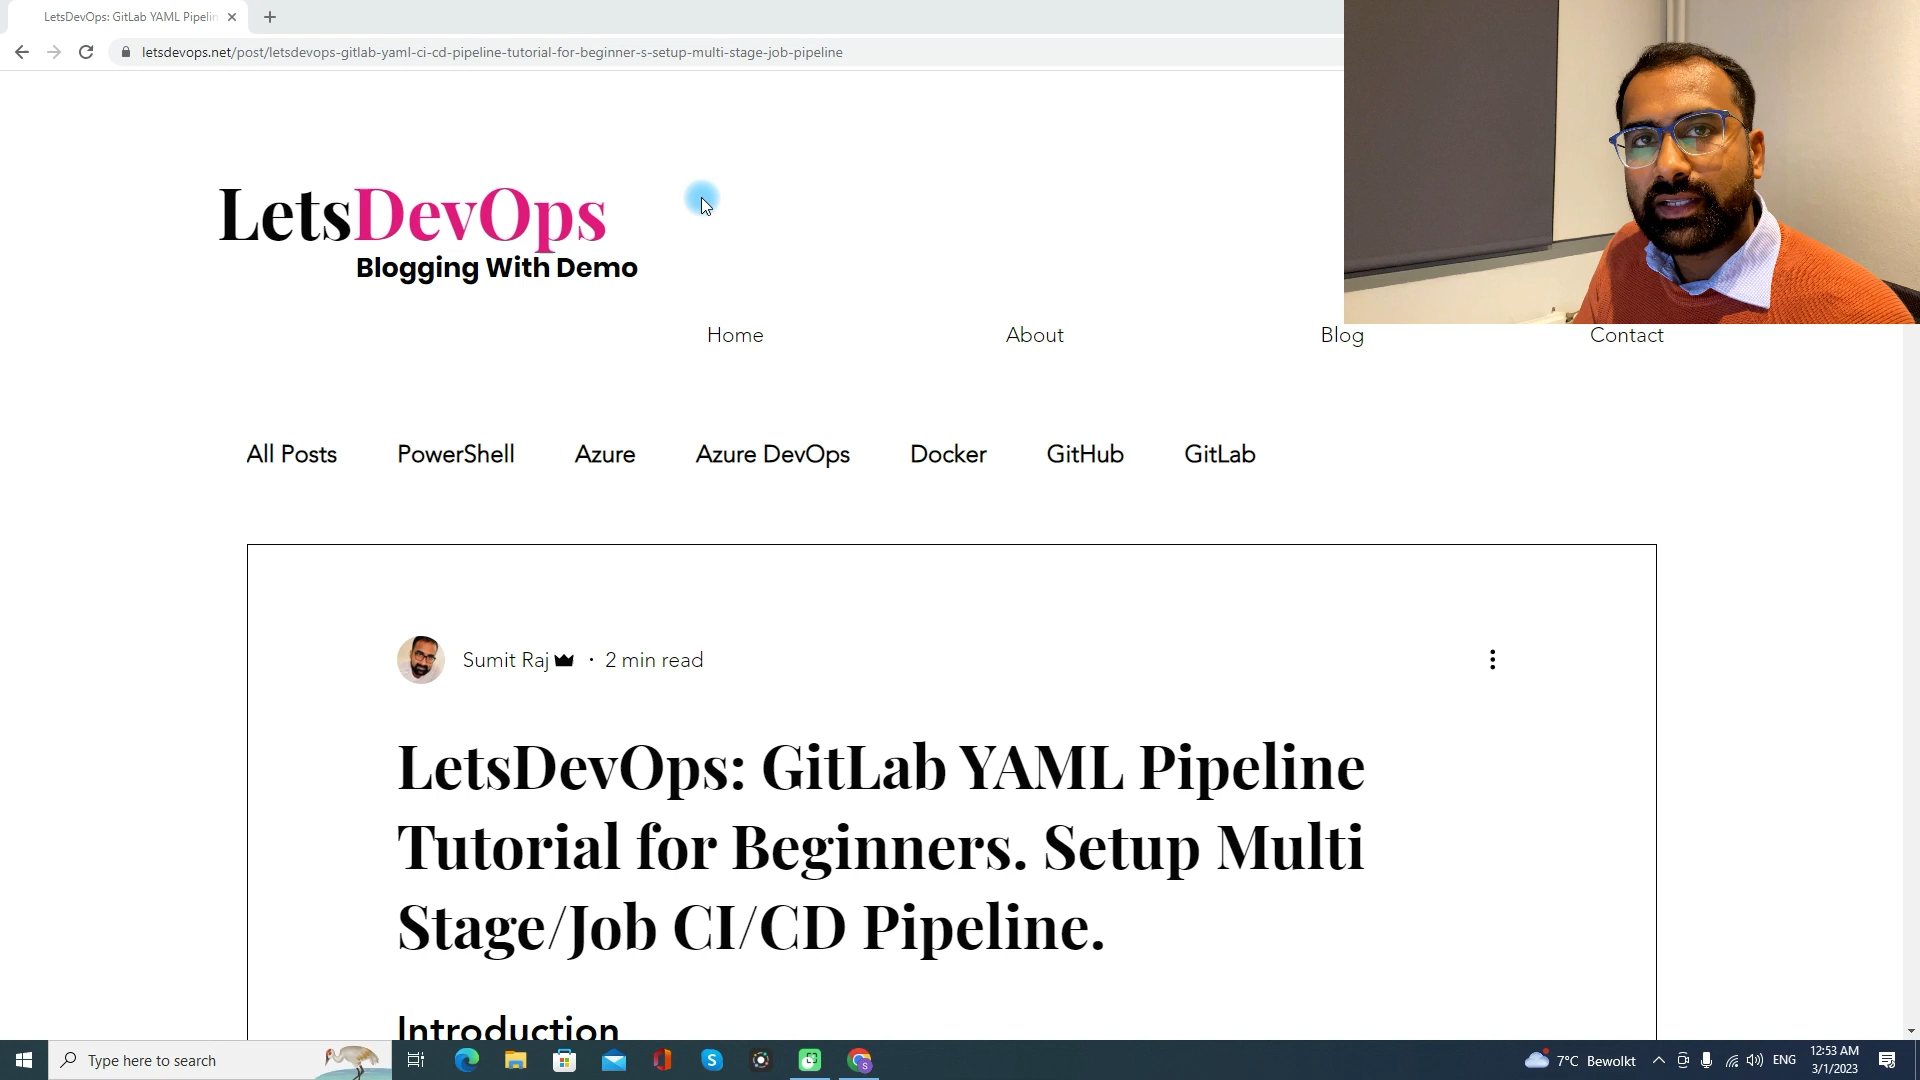 LetsDevOps: GitLab YAML Pipelin
letsdevops.net/post/letsdevops-gitlab-yaml-ci-cd-pipeline-tutorial-for-beginner-s-setup-multi-stage-job-pipeline
LetsDevOps
Blogging With Demo
Home About Blog Contact
All Posts PowerShell Azure Azure DevOps Docker GitHub GitLab
Sumit Raj · 2 min read
LetsDevOps: GitLab YAML Pipeline
Tutorial for Beginners. Setup Multi
Stage/Job CI/CD Pipeline.
Introduction
Type here to search
7°C Bewolkt
ENG
12:53 AM
3/1/2023